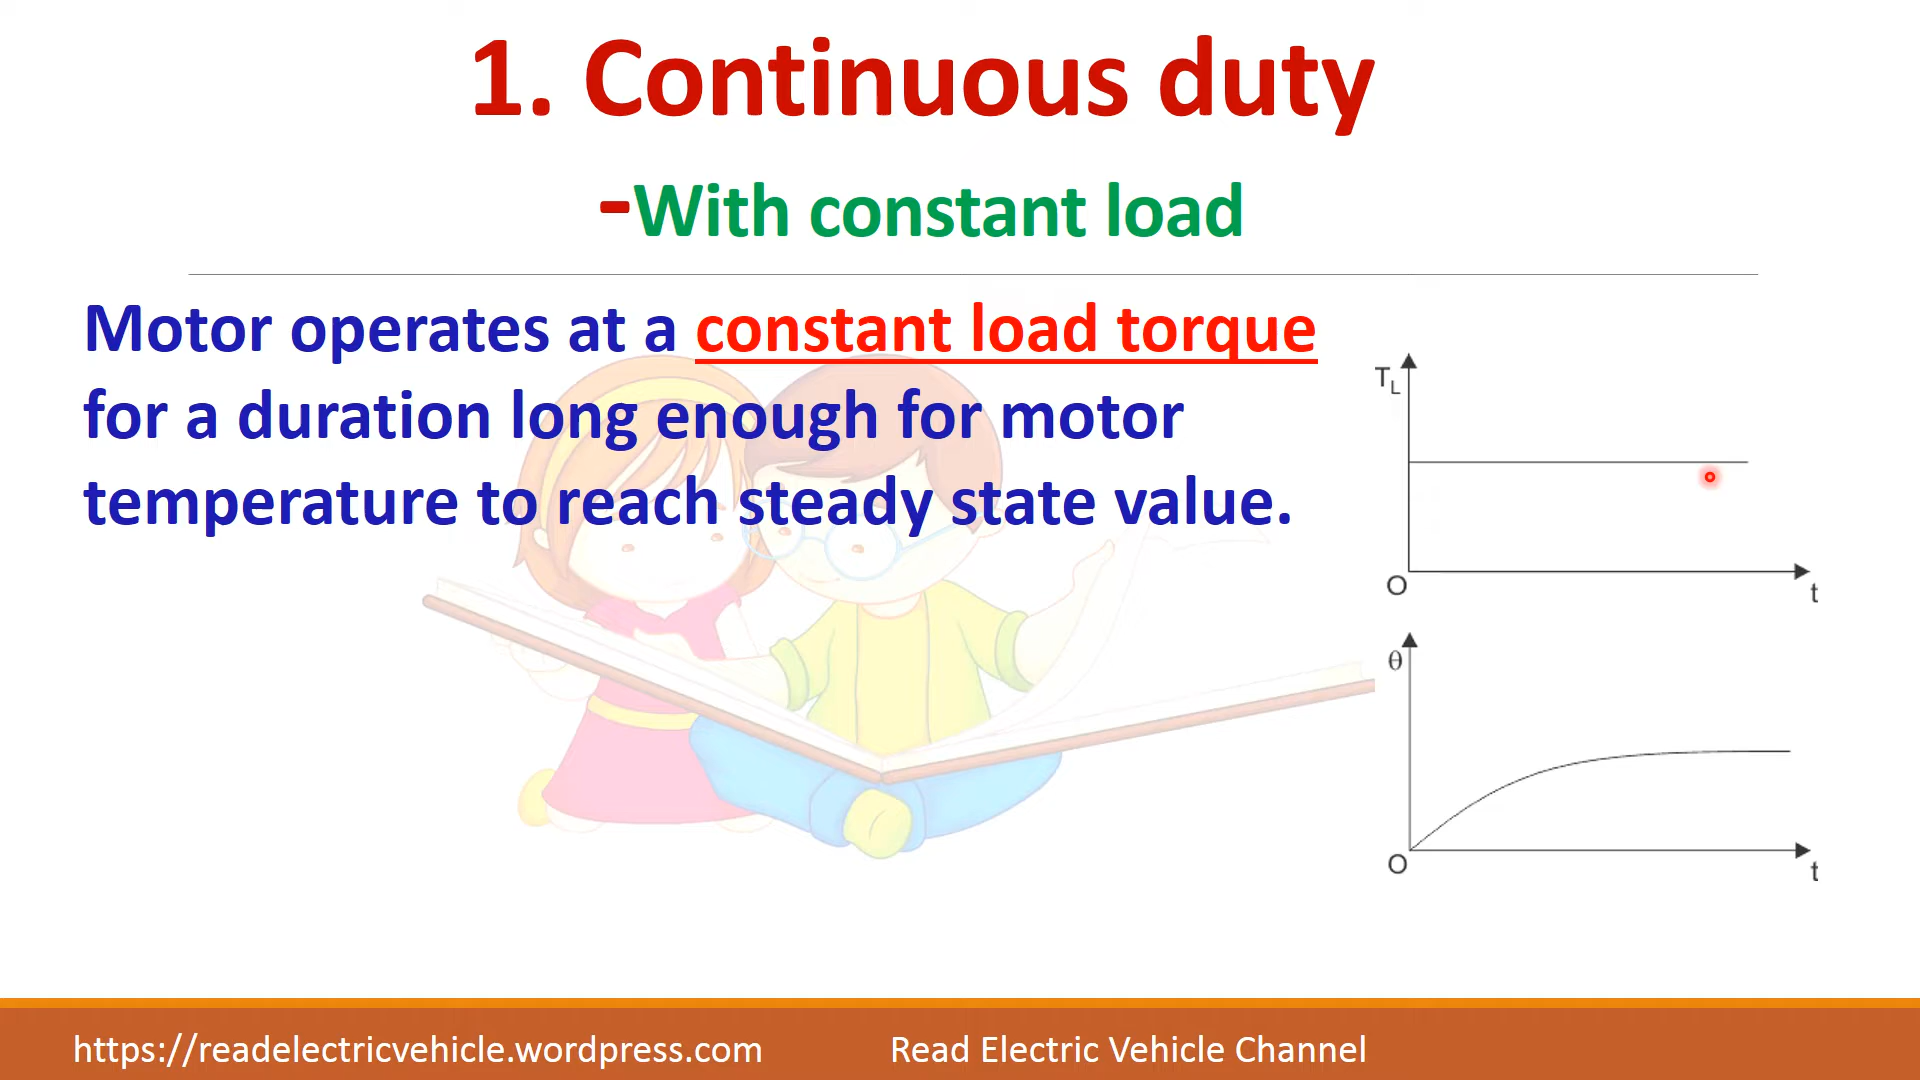 1. Continuous duty
-With constant load
Motor operates at a constant load torque
for a duration long enough for motor
temperature to reach steady state value.
TL
O
t
θ
O
t
https://readelectricvehicle.wordpress.com
Read Electric Vehicle Channel